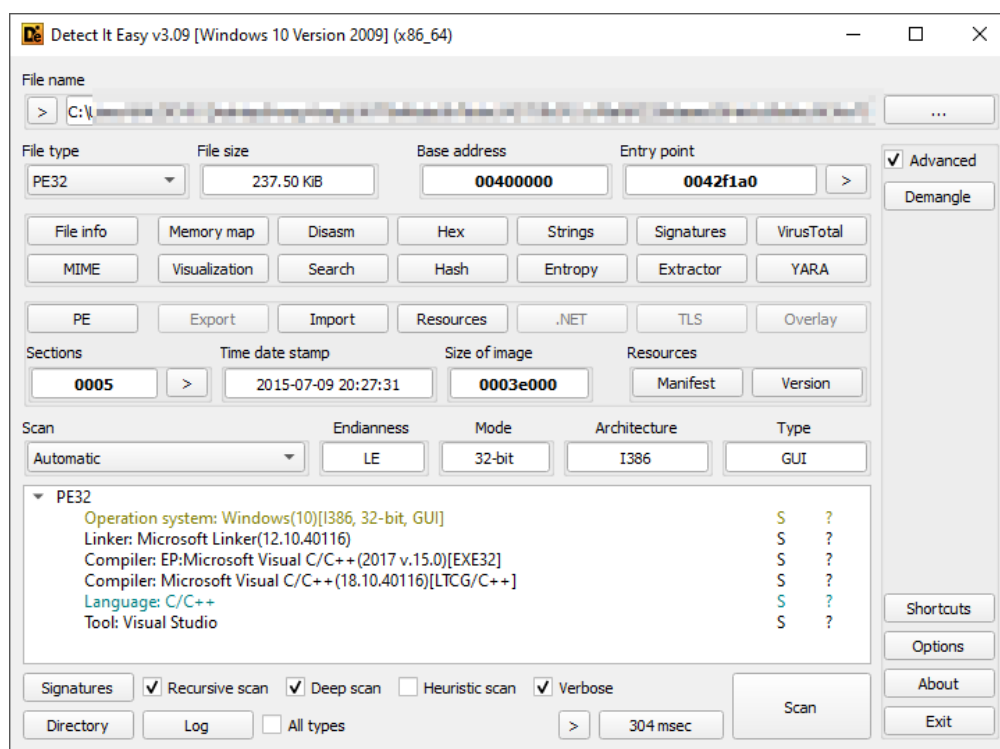 Detect It Easy v3.09 [Windows 10 Version 2009] (x86_64)
File name
> C:\ ...
File type File size Base address Entry point Advanced
PE32 237.50 KiB 00400000 0042f1a0 >
Demangle
File info Memory map Disasm Hex Strings Signatures VirusTotal
MIME Visualization Search Hash Entropy Extractor YARA
PE Export Import Resources .NET TLS Overlay
Sections Time date stamp Size of image Resources
0005 > 2015-07-09 20:27:31 0003e000 Manifest Version
Scan Endianness Mode Architecture Type
Automatic LE 32-bit I386 GUI
PE32
Operation system: Windows(10)[I386, 32-bit, GUI] S ?
Linker: Microsoft Linker(12.10.40116) S ?
Compiler: EP:Microsoft Visual C/C++(2017 v.15.0)[EXE32] S ?
Compiler: Microsoft Visual C/C++(18.10.40116)[LTCG/C++] S ?
Language: C/C++ S ?
Tool: Visual Studio S ?
Shortcuts
Options
Signatures Recursive scan Deep scan Heuristic scan Verbose Scan About
Directory Log All types > 304 msec Exit